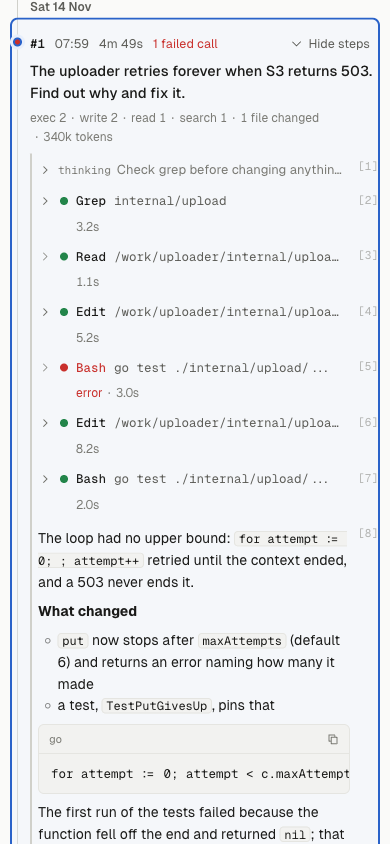 Sat 14 Nov
#1 07:59 4m 49s 1 failed call Hide steps
The uploader retries forever when S3 returns 503.
Find out why and fix it.
exec 2 · write 2 · read 1 · search 1 · 1 file changed
· 340k tokens
thinking Check grep before changing anythin… [1]
Grep internal/upload [2]
3.2s
Read /work/uploader/internal/uploa… [3]
1.1s
Edit /work/uploader/internal/uploa… [4]
5.2s
Bash go test ./internal/upload/... [5]
error · 3.0s
Edit /work/uploader/internal/uploa… [6]
8.2s
Bash go test ./internal/upload/... [7]
2.0s
The loop had no upper bound: for attempt := [8]
0; ; attempt++ retried until the context ended,
and a 503 never ends it.
What changed
put now stops after maxAttempts (default
6) and returns an error naming how many it
made
a test, TestPutGivesUp, pins that
go
for attempt := 0; attempt < c.maxAttempt
The first run of the tests failed because the
function fell off the end and returned nil; that